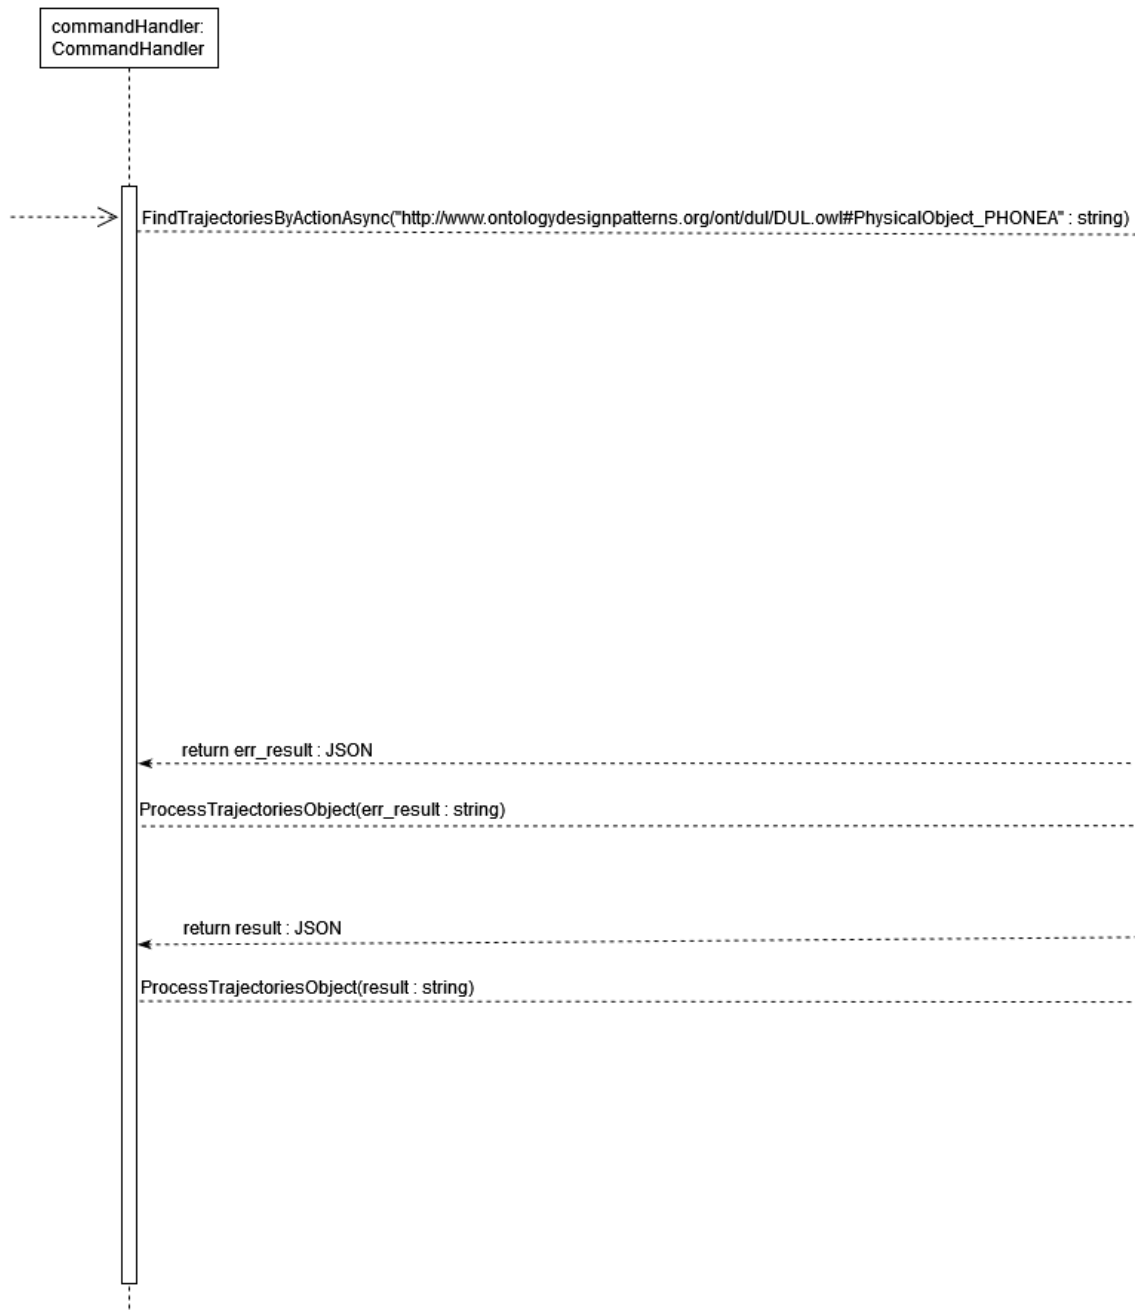 commandHandler:
CommandHandler
FindTrajectoriesByActionAsync("http://www.ontologydesignpatterns.org/ont/dul/DUL.owl#PhysicalObject_PHONEA" : string)
return err_result : JSON
ProcessTrajectoriesObject(err_result : string)
return result : JSON
ProcessTrajectoriesObject(result : string)